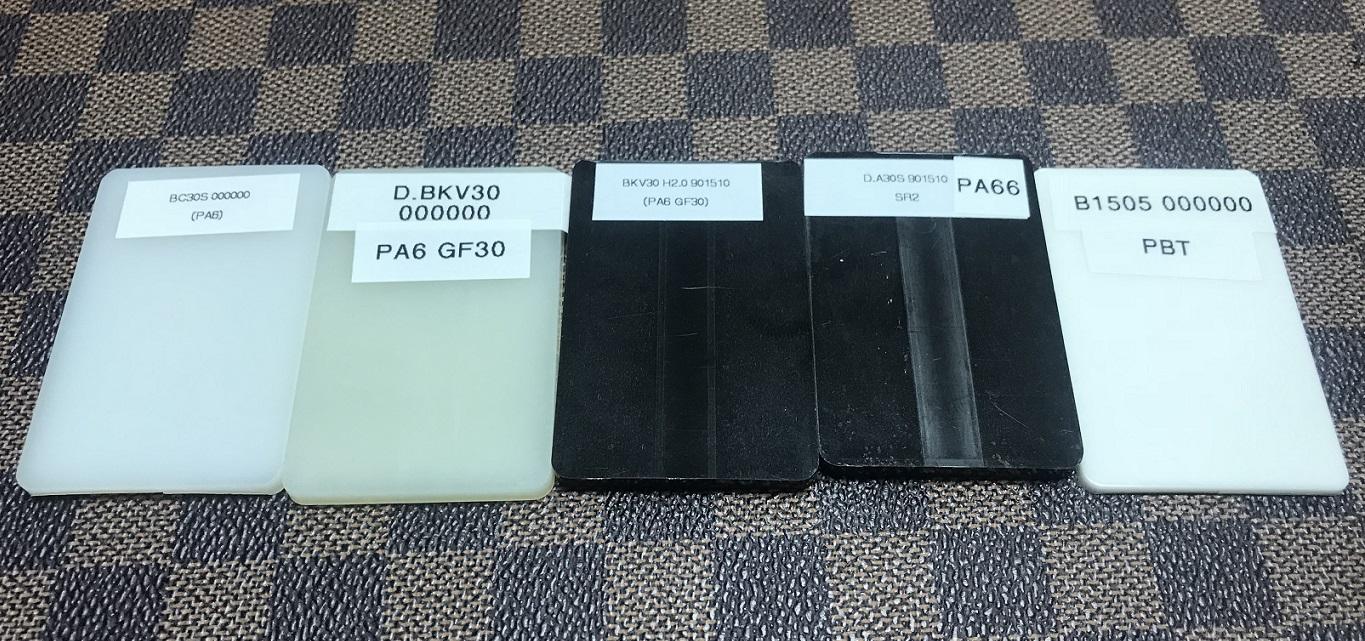 BC30S 000000
(PA6)
D.BKV30
000000
PA6 GF30
BKV30 H2.0 901510
(PA6 GF30)
D.A30S 901510
SR2
PA66
B1505 000000
PBT